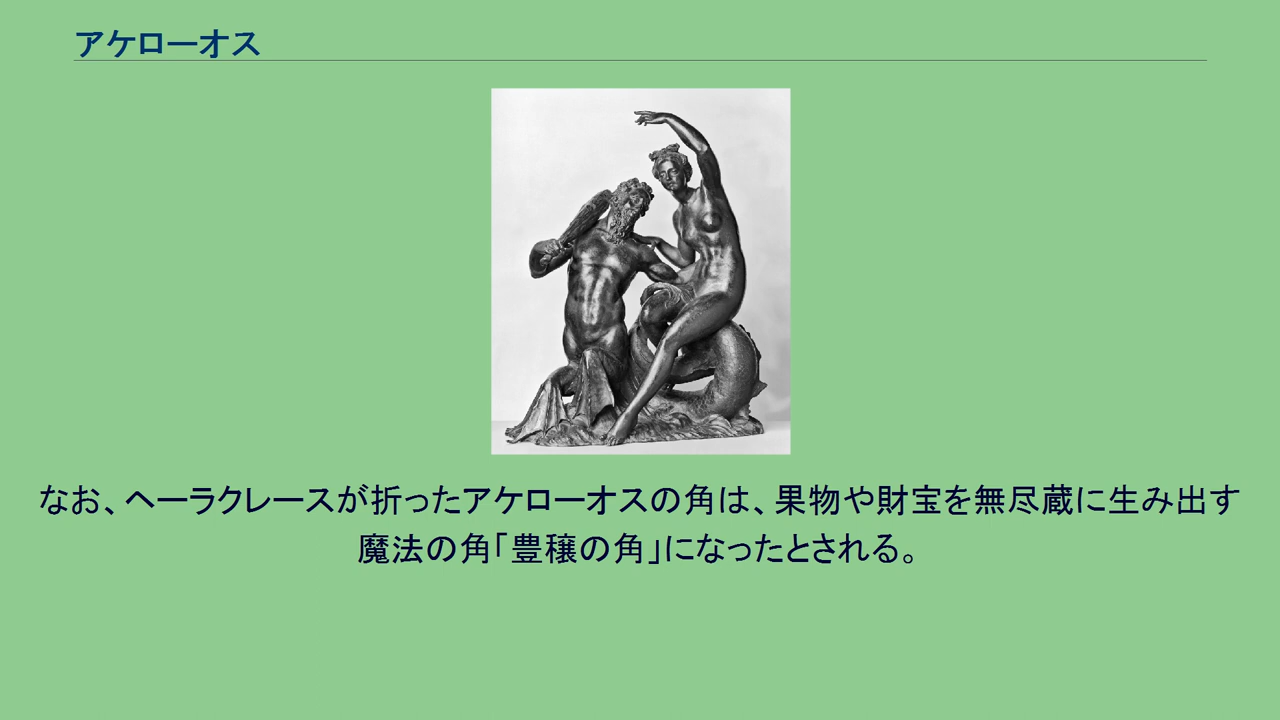 アケローオス
なお、ヘーラクレースが折ったアケローオスの角は、果物や財宝を無尽蔵に生み出す
魔法の角「豊穣の角」になったとされる。